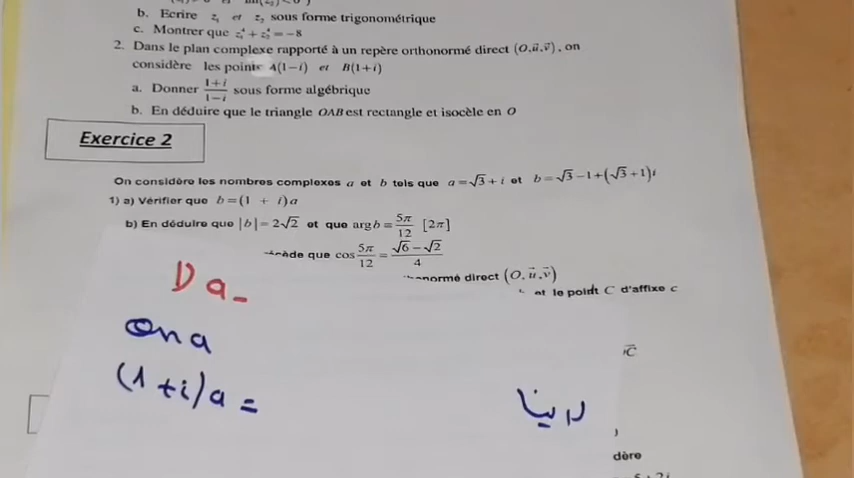 b. Ecrire z₁ et z₂ sous forme trigonométrique
c. Montrer que z₁⁴ + z₂⁴ = −8
2. Dans le plan complexe rapporté à un repère orthonormé direct (O,u⃗,v⃗), on
considère les points A(1−i) et B(1+i)
a. Donner (1+i)/(1−i) sous forme algébrique
b. En déduire que le triangle OAB est rectangle et isocèle en O
Exercice 2
On considère les nombres complexes a et b tels que a=√3+i et b=√3−1+(√3+1)i
1) a) Vérifier que b=(1 + i)a
b) En déduire que |b|=2√2 et que arg b ≡ 5π/12 [2π]
que cos 5π/12 = (√6−√2)/4
direct (O,u⃗,v⃗)
et le point C d'affixe c
1) a-
on a
(1+i)a =
لدينا